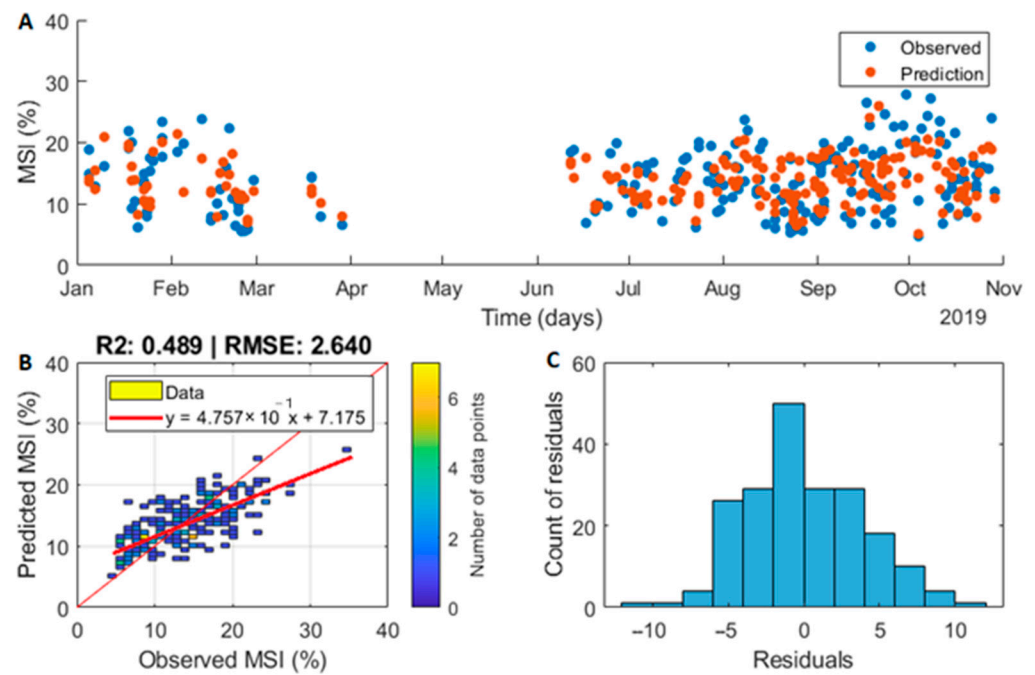 A
40
30
20
10
0
MSI (%)
Observed
Prediction
Jan Feb Mar Apr May Jun Jul Aug Sep Oct Nov
Time (days)
2019
B
R2: 0.489 | RMSE: 2.640
40
30
20
10
0
Predicted MSI (%)
Data
y = 4.757× 10⁻¹x + 7.175
0 10 20 30 40
Observed MSI (%)
6
4
2
0
Number of data points
C
60
40
20
0
Count of residuals
−10 −5 0 5 10
Residuals